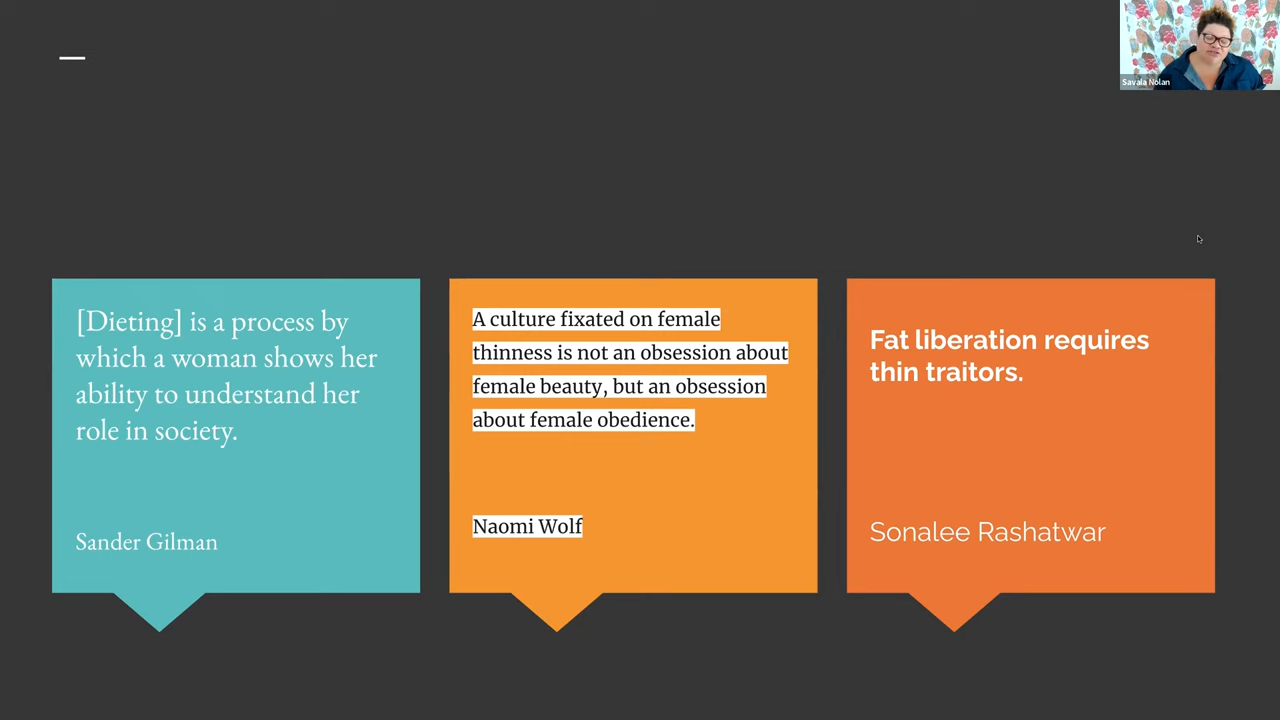 Savala Nolan
[Dieting] is a process by
which a woman shows her
ability to understand her
role in society.
Sander Gilman
A culture fixated on female
thinness is not an obsession about
female beauty, but an obsession
about female obedience.
Naomi Wolf
Fat liberation requires
thin traitors.
Sonalee Rashatwar